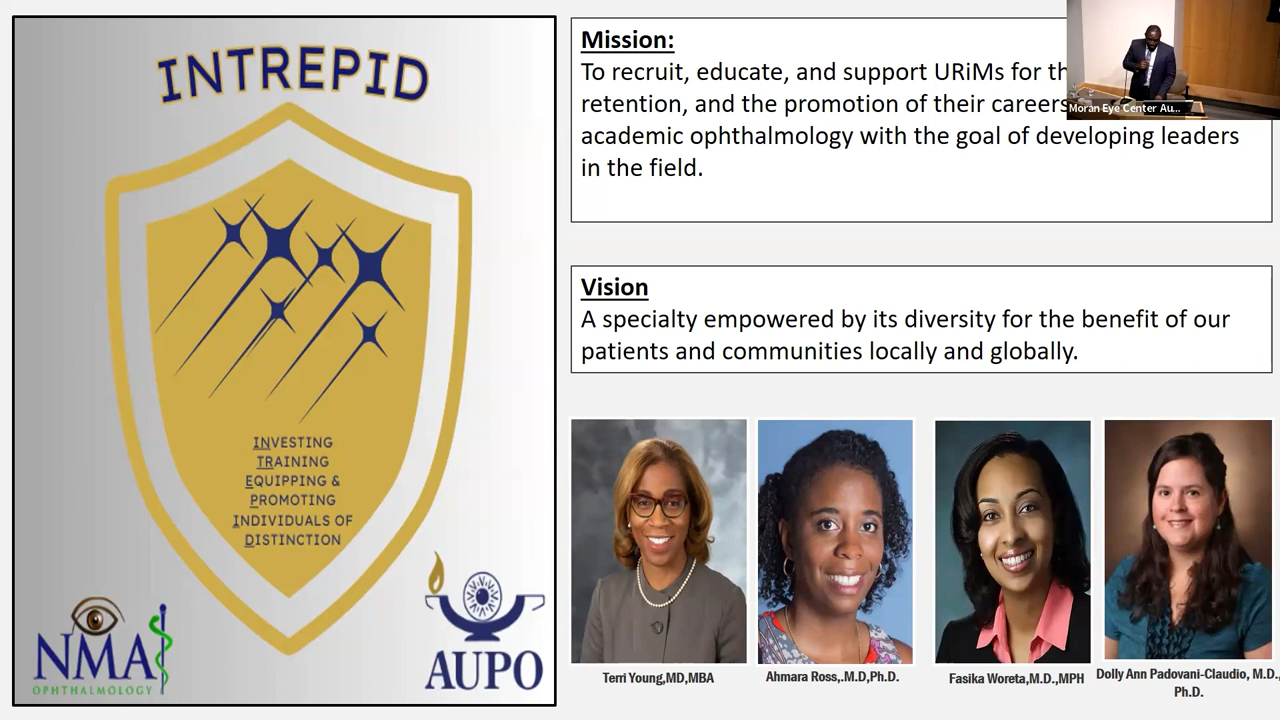 INTREPID
INVESTING
TRAINING
EQUIPPING &
PROMOTING
INDIVIDUALS OF
DISTINCTION
NMA
OPHTHALMOLOGY
AUPO
Mission:
To recruit, educate, and support URiMs for
retention, and the promotion of their careers
academic ophthalmology with the goal of developing leaders
in the field.
Moran Eye Center Au...
Vision
A specialty empowered by its diversity for the benefit of our
patients and communities locally and globally.
Terri Young,MD,MBA
Ahmara Ross,.M.D,Ph.D.
Fasika Woreta,M.D.,MPH
Dolly Ann Padovani-Claudio, M.D.,
Ph.D.